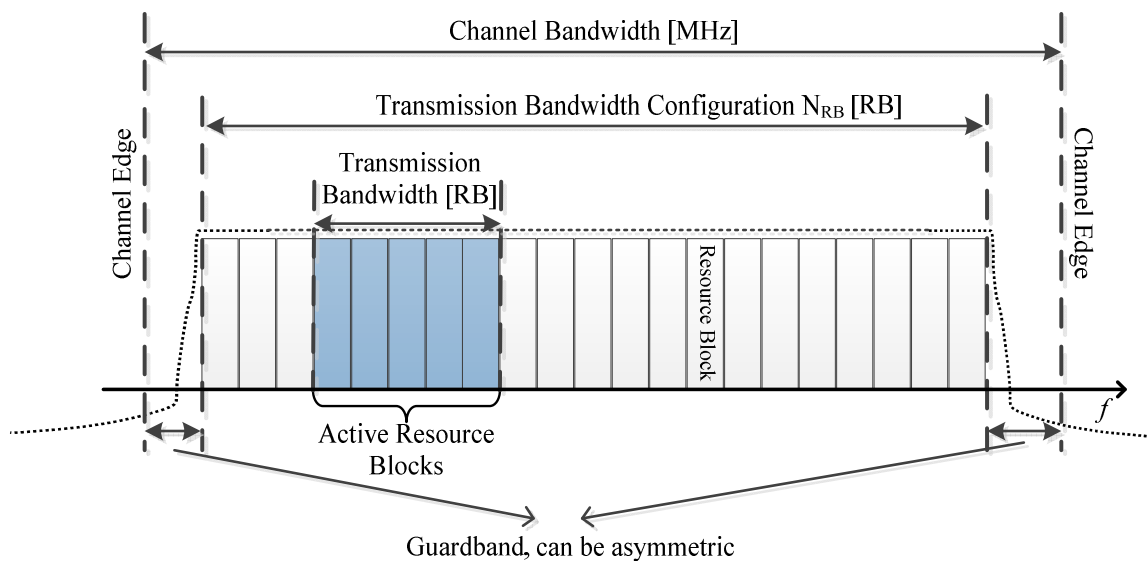 Channel Bandwidth [MHz]
Transmission Bandwidth Configuration NRB [RB]
Channel Edge
Transmission
Bandwidth [RB]
Channel Edge
Resource Block
f
Active Resource
Blocks
Guardband, can be asymmetric